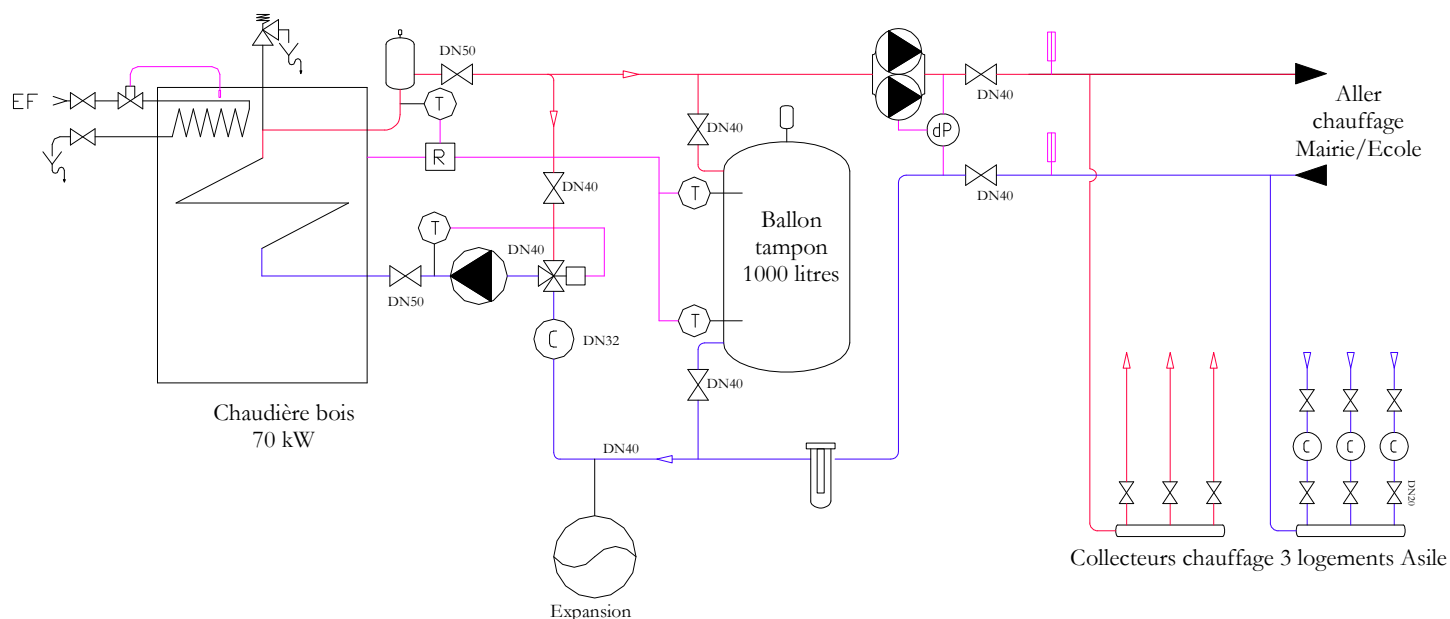 DN50
EF
DN40
Aller
chauffage
Mairie/Ecole
T
dP
DN40
R
DN40
DN40
T
Ballon
tampon
1000 litres
T
DN40
DN50
T
C
DN32
DN40
Chaudière bois
70 kW
DN40
C
C
C
DN20
Collecteurs chauffage 3 logements Asile
Expansion